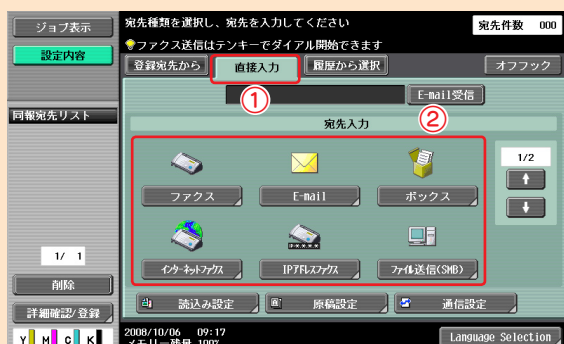 ジョブ表示
設定内容
同報宛先リスト
1/ 1
削除
詳細確認/登録
Y M C K
宛先種類を選択し、宛先を入力してください
宛先件数 000
ファクス送信はテンキーでダイアル開始できます
登録宛先から 直接入力 履歴から選択 オフフック
① E-mail受信
宛先入力 ②
ファクス E-mail ボックス
インターネットファクス IPアドレスファクス ファイル送信(SMB)
1/2
読込み設定 原稿設定 通信設定
2008/10/06 09:17
メモリー残量 100%
Language Selection